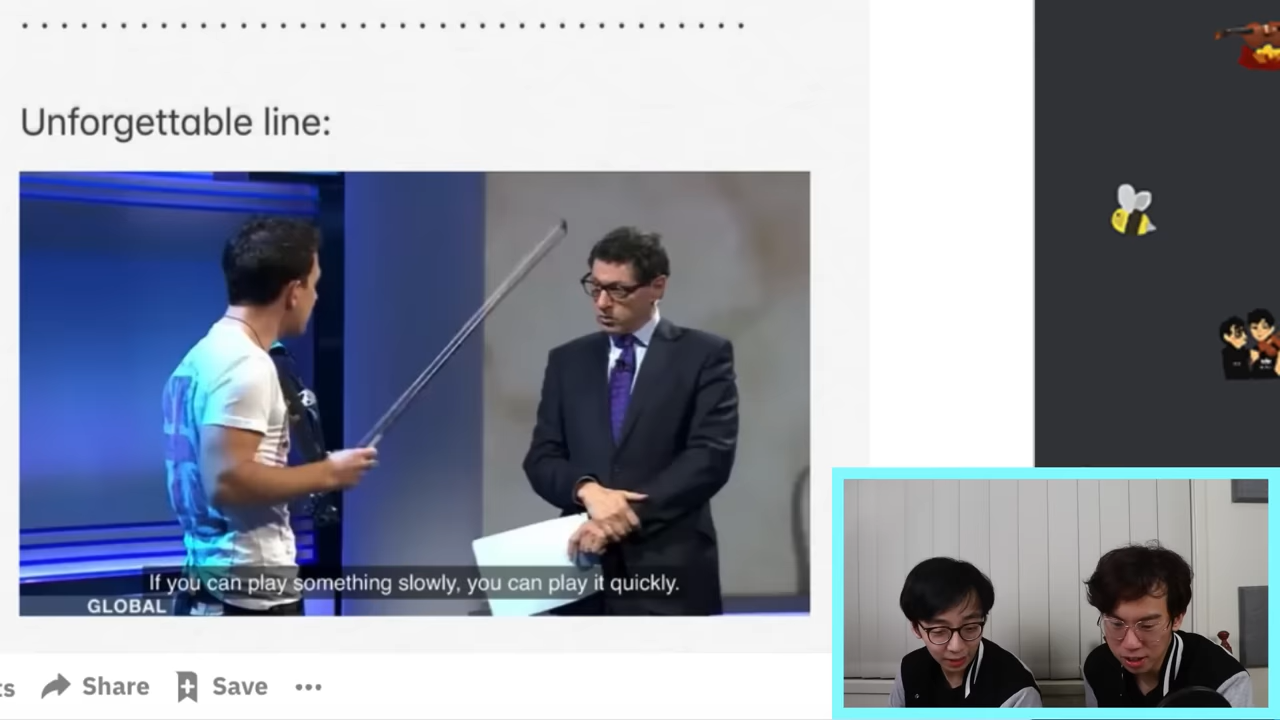 Unforgettable line:
If you can play something slowly, you can play it quickly.
GLOBAL
Share
Save